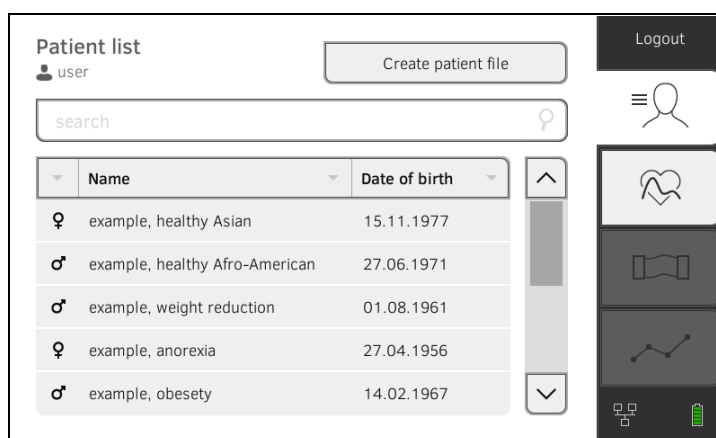 Patient list
user
Create patient file
Logout
search
Name Date of birth
example, healthy Asian 15.11.1977
example, healthy Afro-American 27.06.1971
example, weight reduction 01.08.1961
example, anorexia 27.04.1956
example, obesety 14.02.1967